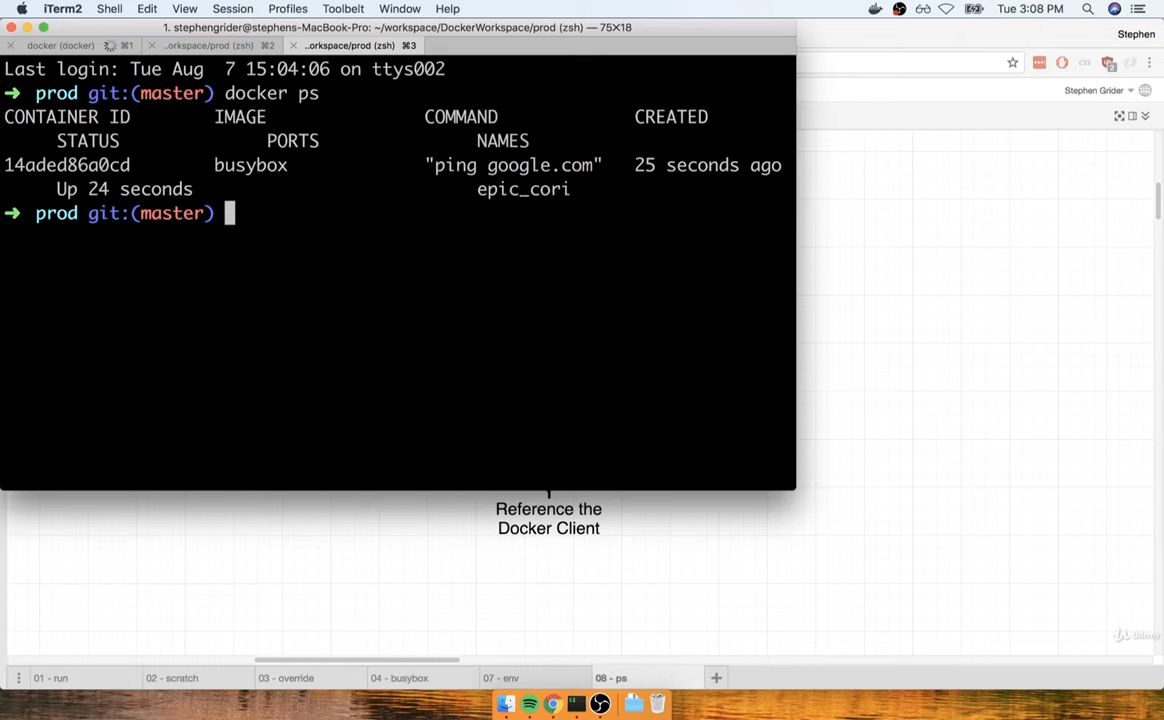 iTerm2 Shell Edit View Session Profiles Toolbelt Window Help Tue 3:08 PM
1. stephengrider@stephens-MacBook-Pro: ~/workspace/DockerWorkspace/prod (zsh) — 75×18
Stephen
docker (docker) ⌘1 ..orkspace/prod (zsh) ⌘2 ..orkspace/prod (zsh) ⌘3
Last login: Tue Aug  7 15:04:06 on ttys002
2
➜ prod git:(master) docker ps
Stephen Grider
CONTAINER ID IMAGE COMMAND CREATED
STATUS PORTS NAMES
14aded86a0cd busybox "ping google.com" 25 seconds ago
Up 24 seconds epic_cori
➜ prod git:(master)
Reference the
Docker Client
Udemy
01 - run 02 - scratch 03 - override 04 - busybox 07 - env 08 - ps